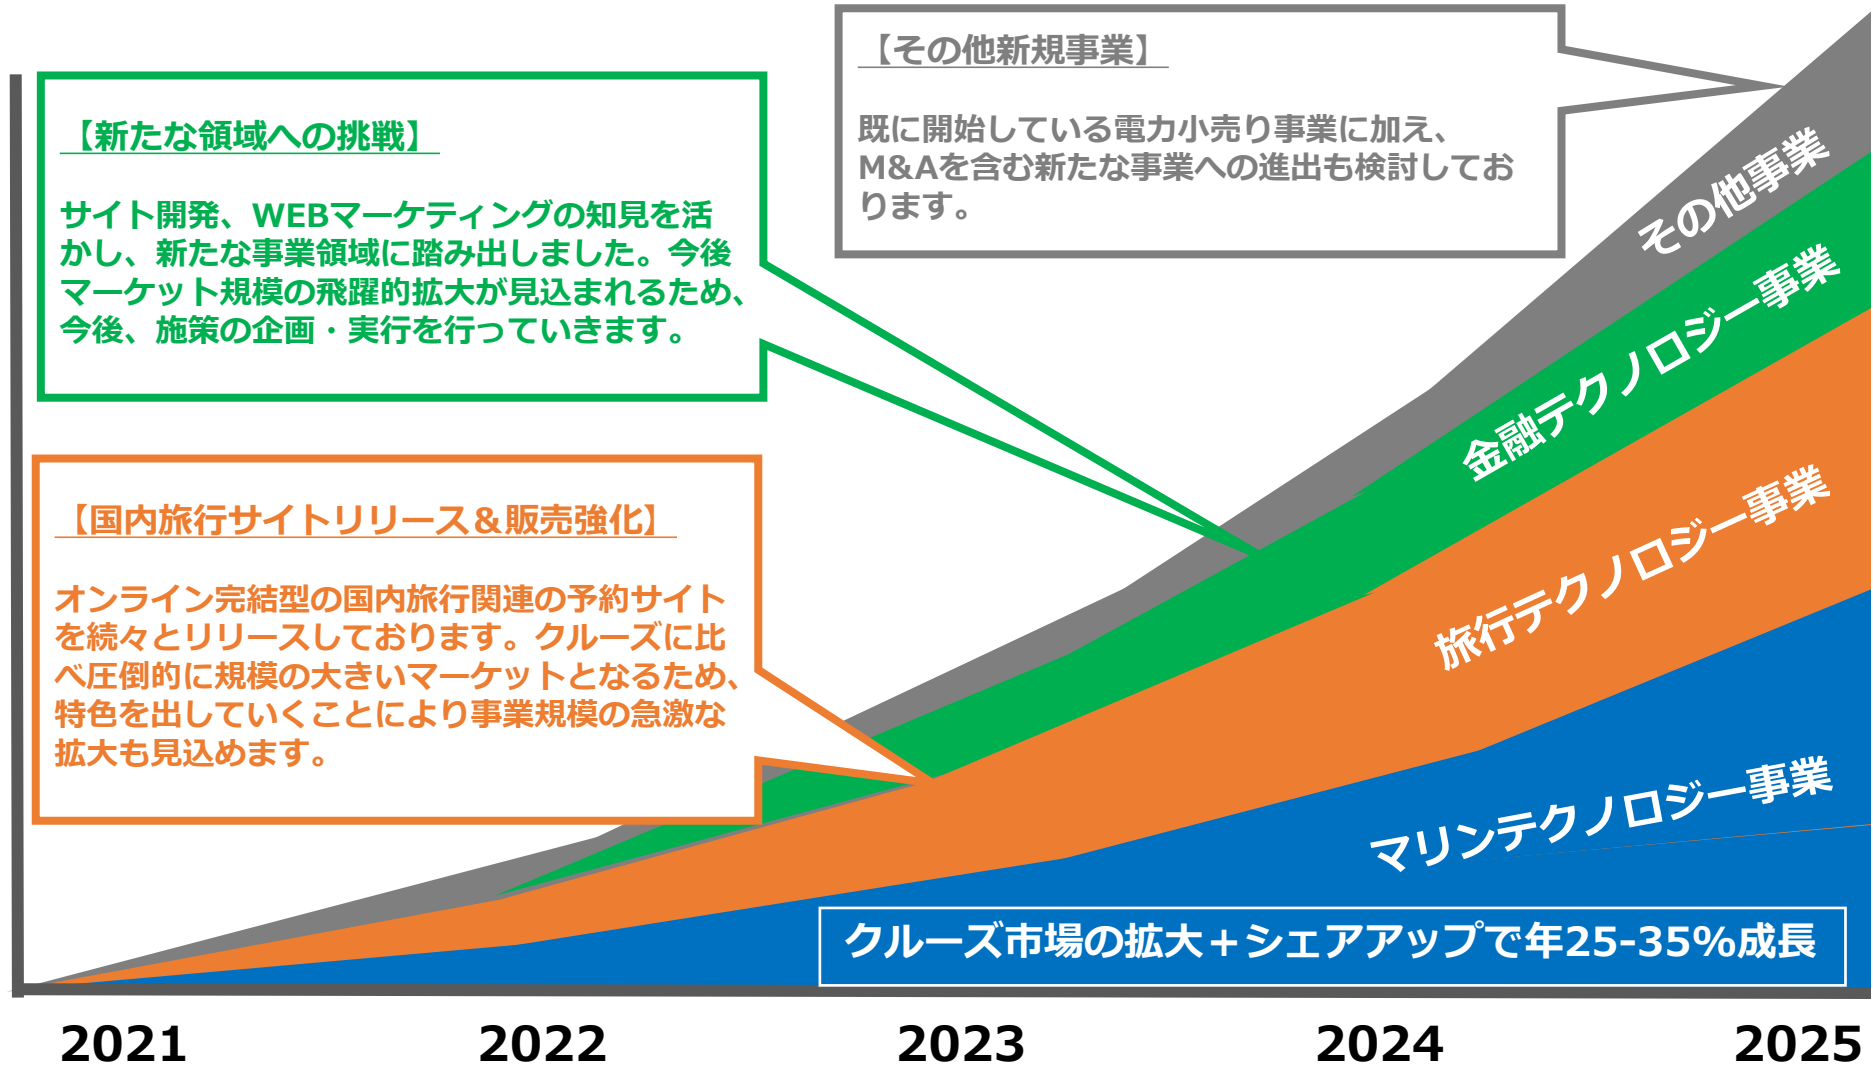 【その他新規事業】
既に開始している電力小売り事業に加え、
M&Aを含む新たな事業への進出も検討してお
ります。
【新たな領域への挑戦】
サイト開発、WEBマーケティングの知見を活
かし、新たな事業領域に踏み出しました。今後
マーケット規模の飛躍的拡大が見込まれるため、
今後、施策の企画・実行を行っていきます。
【国内旅行サイトリリース＆販売強化】
オンライン完結型の国内旅行関連の予約サイト
を続々とリリースしております。クルーズに比
べ圧倒的に規模の大きいマーケットとなるため、
特色を出していくことにより事業規模の急激な
拡大も見込めます。
その他事業
金融テクノロジー事業
旅行テクノロジー事業
マリンテクノロジー事業
クルーズ市場の拡大＋シェアアップで年25-35%成長
2021
2022
2023
2024
2025